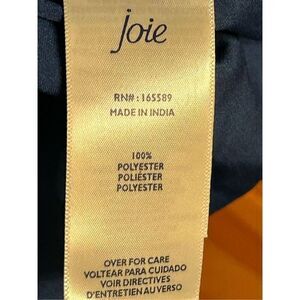 joie
RN#: 165589
MADE IN INDIA
100%
POLYESTER
POLIÉSTER
POLYESTER
OVER FOR CARE
VOLTEAR PARA CUIDADO
VOIR DIRECTIVES
D'ENTRETIEN AU VERSO